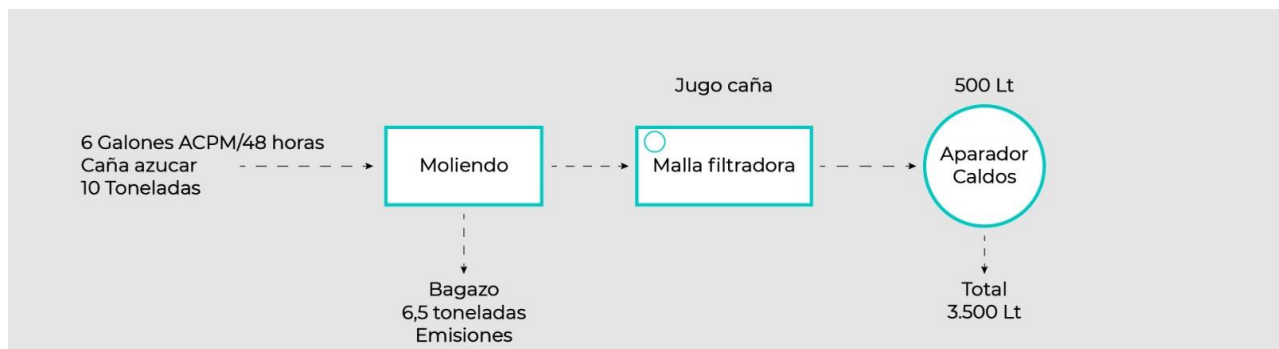 6 Galones ACPM/48 horas
Caña azucar
10 Toneladas
Moliendo
Bagazo
6,5 toneladas
Emisiones
Jugo caña
Malla filtradora
500 Lt
Aparador
Caldos
Total
3.500 Lt